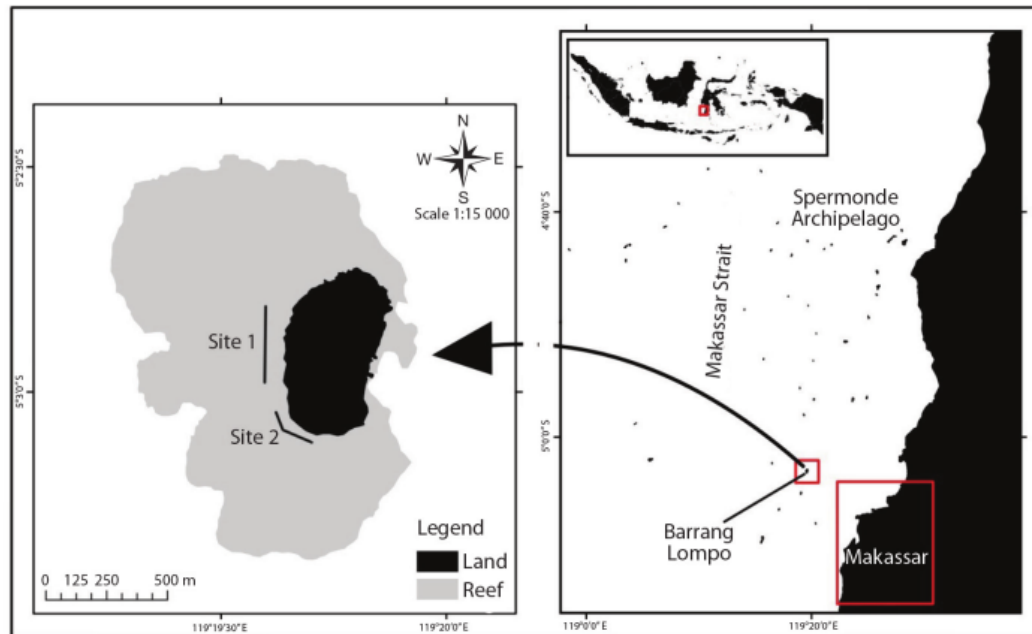 N
W E
S
Scale 1:15 000
5°2'30"S
5°3'0"S
Site 1
Site 2
Legend
Land
Reef
0 125 250 500 m
119°19'30"E
119°20'0"E
Spermonde
Archipelago
Makassar Strait
4°40'0"S
5°0'0"S
Barrang
Lompo
Makassar
119°0'0"E
119°20'0"E